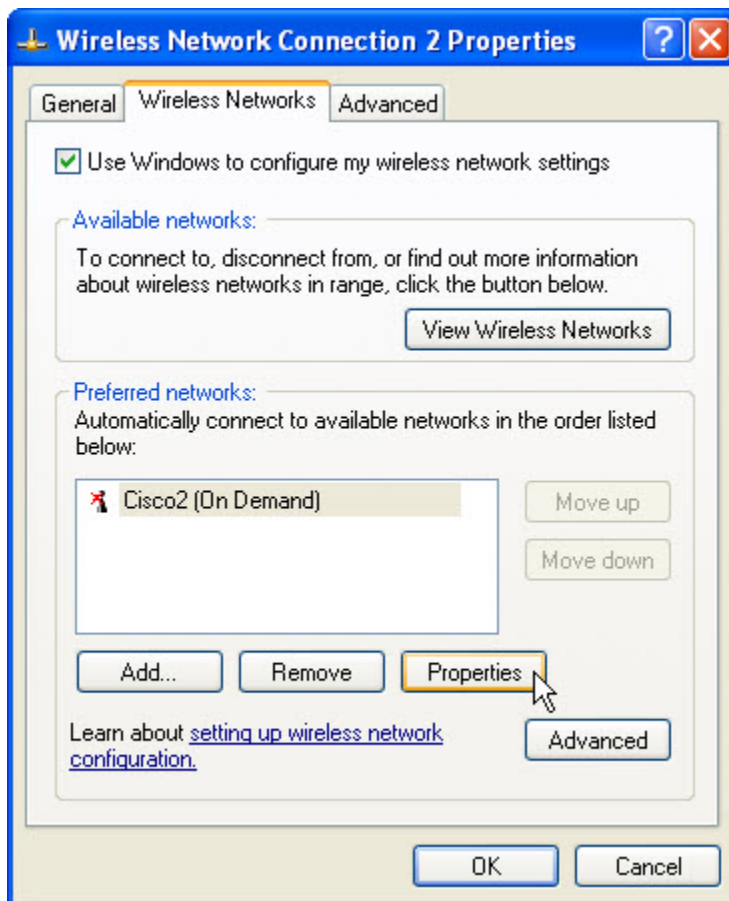 Wireless Network Connection 2 Properties
?
General
Wireless Networks
Advanced
Use Windows to configure my wireless network settings
Available networks:
To connect to, disconnect from, or find out more information
about wireless networks in range, click the button below.
View Wireless Networks
Preferred networks:
Automatically connect to available networks in the order listed
below:
Cisco2 (On Demand)
Move up
Move down
Add...
Remove
Properties
Learn about setting up wireless network
configuration.
Advanced
OK
Cancel